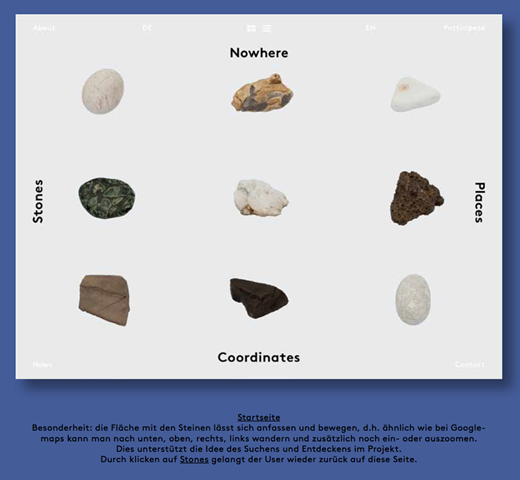 About DE EN Participate
Nowhere
Stones
Places
Coordinates
News Contact
Startseite
Besonderheit: die Fläche mit den Steinen lässt sich anfassen und bewegen, d.h. ähnlich wie bei Google-
maps kann man nach unten, oben, rechts, links wandern und zusätzlich noch ein- oder auszoomen.
Dies unterstützt die Idee des Suchens und Entdeckens im Projekt.
Durch klicken auf Stones gelangt der User wieder zurück auf diese Seite.